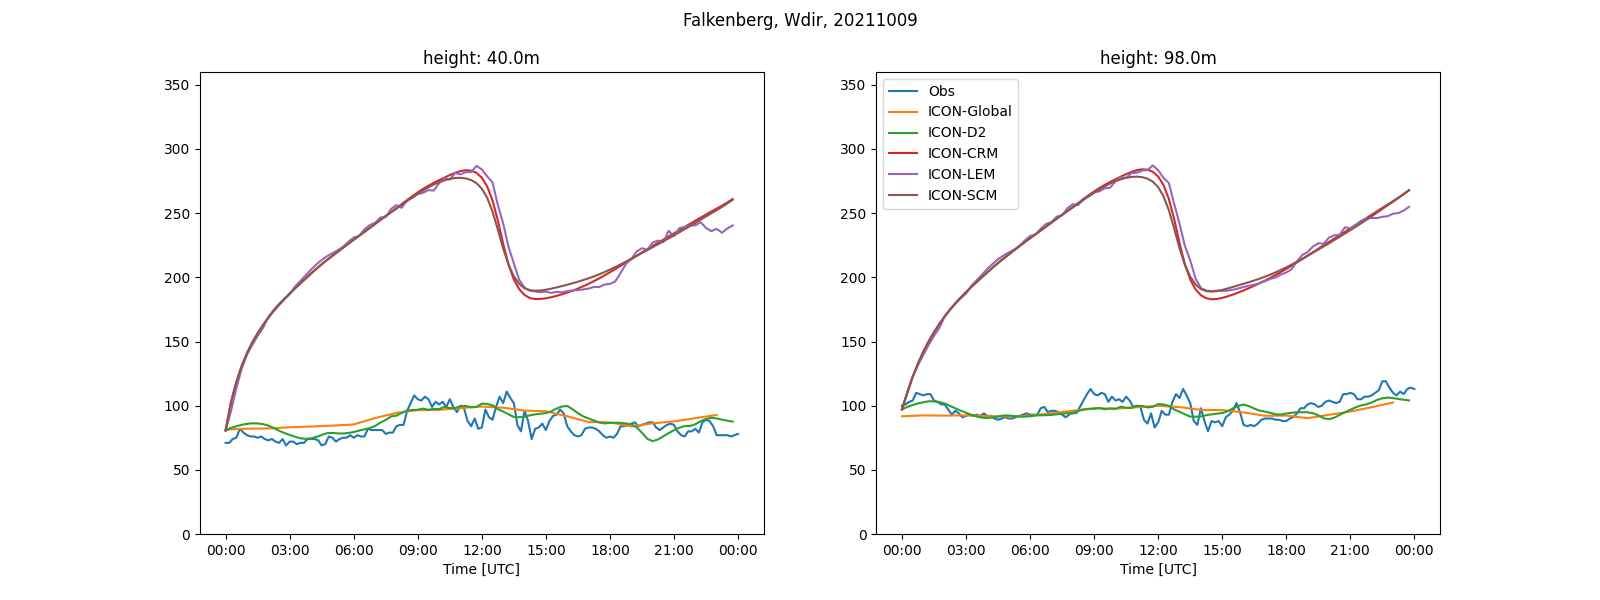 Falkenberg, Wdir, 20211009
height: 40.0m
350
300
250
200
150
100
50
0
00:00 03:00 06:00 09:00 12:00 15:00 18:00 21:00 00:00
Time [UTC]
height: 98.0m
Obs
ICON-Global
ICON-D2
ICON-CRM
ICON-LEM
ICON-SCM
350
300
250
200
150
100
50
0
00:00 03:00 06:00 09:00 12:00 15:00 18:00 21:00 00:00
Time [UTC]